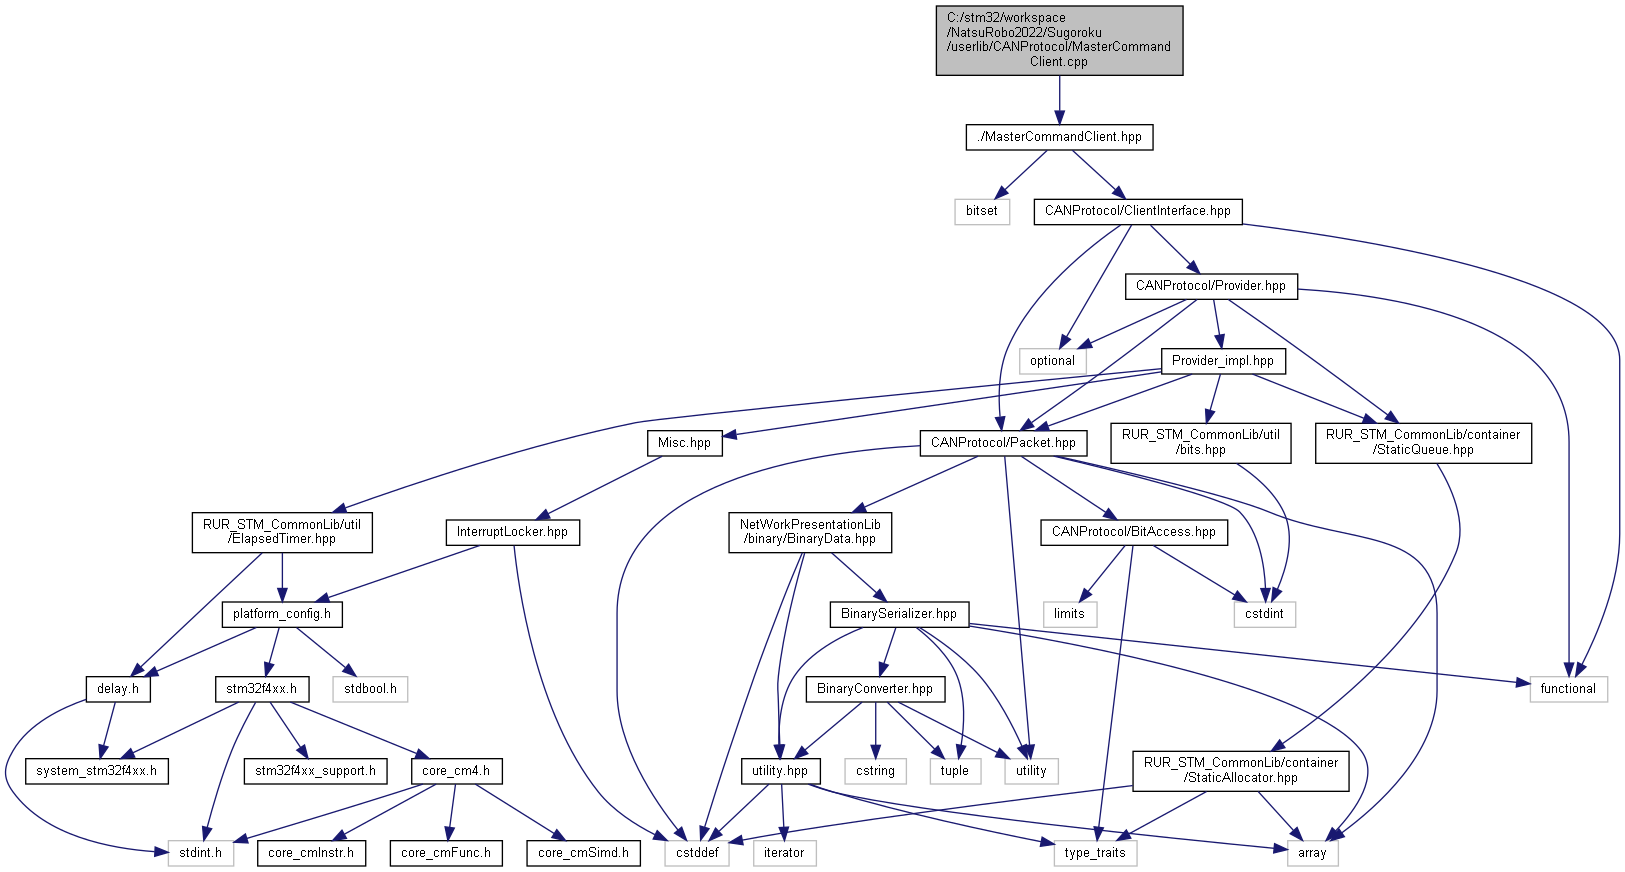 C:/stm32/workspace
/NatsuRobo2022/Sugoroku
/userlib/CANProtocol/MasterCommand
Client.cpp
./MasterCommandClient.hpp
bitset
CANProtocol/ClientInterface.hpp
CANProtocol/Provider.hpp
optional
Provider_impl.hpp
Misc.hpp
CANProtocol/Packet.hpp
RUR_STM_CommonLib/util
/bits.hpp
RUR_STM_CommonLib/container
/StaticQueue.hpp
RUR_STM_CommonLib/util
/ElapsedTimer.hpp
InterruptLocker.hpp
NetWorkPresentationLib
/binary/BinaryData.hpp
CANProtocol/BitAccess.hpp
platform_config.h
BinarySerializer.hpp
limits
cstdint
delay.h
stm32f4xx.h
stdbool.h
BinaryConverter.hpp
functional
system_stm32f4xx.h
stm32f4xx_support.h
core_cm4.h
utility.hpp
cstring
tuple
utility
RUR_STM_CommonLib/container
/StaticAllocator.hpp
stdint.h
core_cmInstr.h
core_cmFunc.h
core_cmSimd.h
cstddef
iterator
type_traits
array